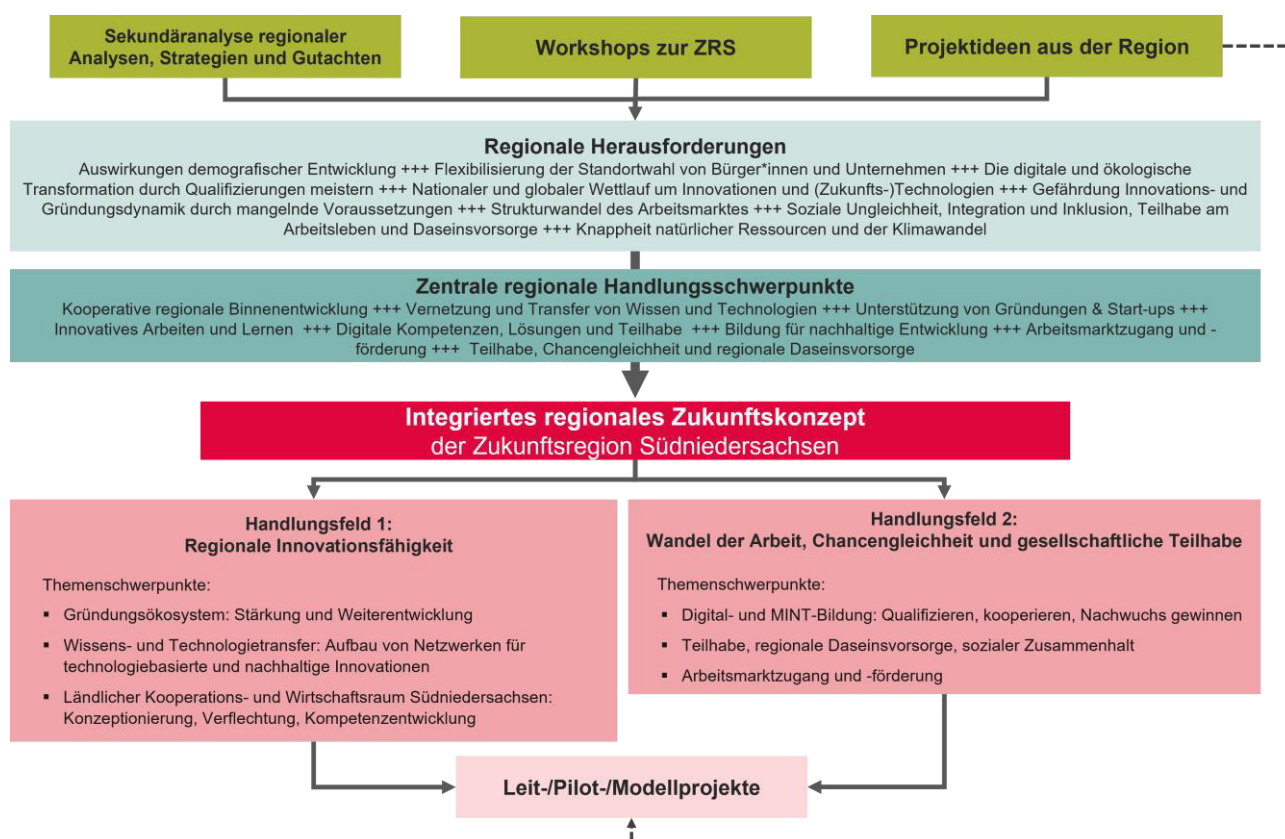 Sekundäranalyse regionaler
Analysen, Strategien und Gutachten
Workshops zur ZRS
Projektideen aus der Region
Regionale Herausforderungen
Auswirkungen demografischer Entwicklung +++ Flexibilisierung der Standortwahl von Bürger*innen und Unternehmen +++ Die digitale und ökologische
Transformation durch Qualifizierungen meistern +++ Nationaler und globaler Wettlauf um Innovationen und (Zukunfts-)Technologien +++ Gefährdung Innovations- und
Gründungsdynamik durch mangelnde Voraussetzungen +++ Strukturwandel des Arbeitsmarktes +++ Soziale Ungleichheit, Integration und Inklusion, Teilhabe am
Arbeitsleben und Daseinsvorsorge +++ Knappheit natürlicher Ressourcen und der Klimawandel
Zentrale regionale Handlungsschwerpunkte
Kooperative regionale Binnenentwicklung +++ Vernetzung und Transfer von Wissen und Technologien +++ Unterstützung von Gründungen & Start-ups +++
Innovatives Arbeiten und Lernen +++ Digitale Kompetenzen, Lösungen und Teilhabe +++ Bildung für nachhaltige Entwicklung +++ Arbeitsmarktzugang und -
förderung +++ Teilhabe, Chancengleichheit und regionale Daseinsvorsorge
Integriertes regionales Zukunftskonzept
der Zukunftsregion Südniedersachsen
Handlungsfeld 1:
Regionale Innovationsfähigkeit
Themenschwerpunkte:
▪ Gründungsökosystem: Stärkung und Weiterentwicklung
▪ Wissens- und Technologietransfer: Aufbau von Netzwerken für
technologiebasierte und nachhaltige Innovationen
▪ Ländlicher Kooperations- und Wirtschaftsraum Südniedersachsen:
Konzeptionierung, Verflechtung, Kompetenzentwicklung
Handlungsfeld 2:
Wandel der Arbeit, Chancengleichheit und gesellschaftliche Teilhabe
Themenschwerpunkte:
▪ Digital- und MINT-Bildung: Qualifizieren, kooperieren, Nachwuchs gewinnen
▪ Teilhabe, regionale Daseinsvorsorge, sozialer Zusammenhalt
▪ Arbeitsmarktzugang und -förderung
Leit-/Pilot-/Modellprojekte